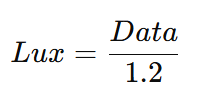 Lux = Data / 1.2